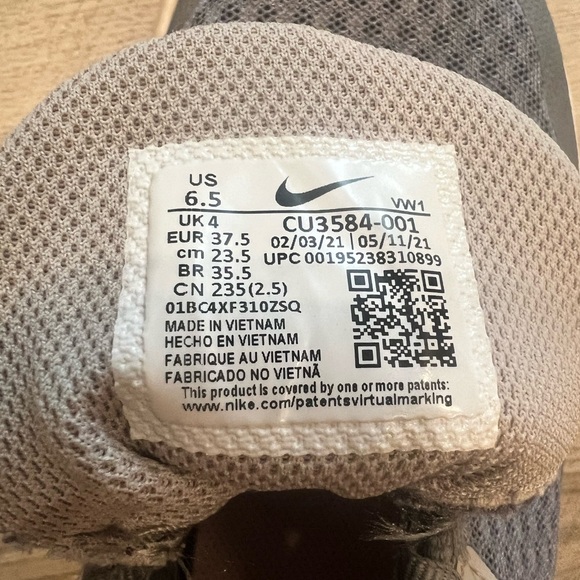 US
6.5
VW1
UK 4
CU3584-001
EUR 37.5
02/03/21 | 05/11/21
cm 23.5
UPC 00195238310899
BR 35.5
CN 235(2.5)
01BC4XF310ZSQ
MADE IN VIETNAM
HECHO EN VIETNAM
FABRIQUE AU VIETNAM
FABRICADO NO VIETNÃ
This product is covered by one or more patents:
www.nike.com/patentsvirtualmarking